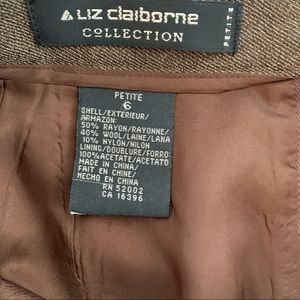 LIZ claiborne
COLLECTION
PETITE
PETITE
6
SHELL/EXTERIEUR/
ARMAZON:
50% RAYON/RAYONNE/
40% WOOL/LAINE/LANA
10% NYLON/NILON
LINING/DOUBLURE/FORRO:
100%ACETATE/ACETATO
MADE IN CHINA
FAIT EN CHINE/
HECHO EN CHINA
RN 52002
CA 16396